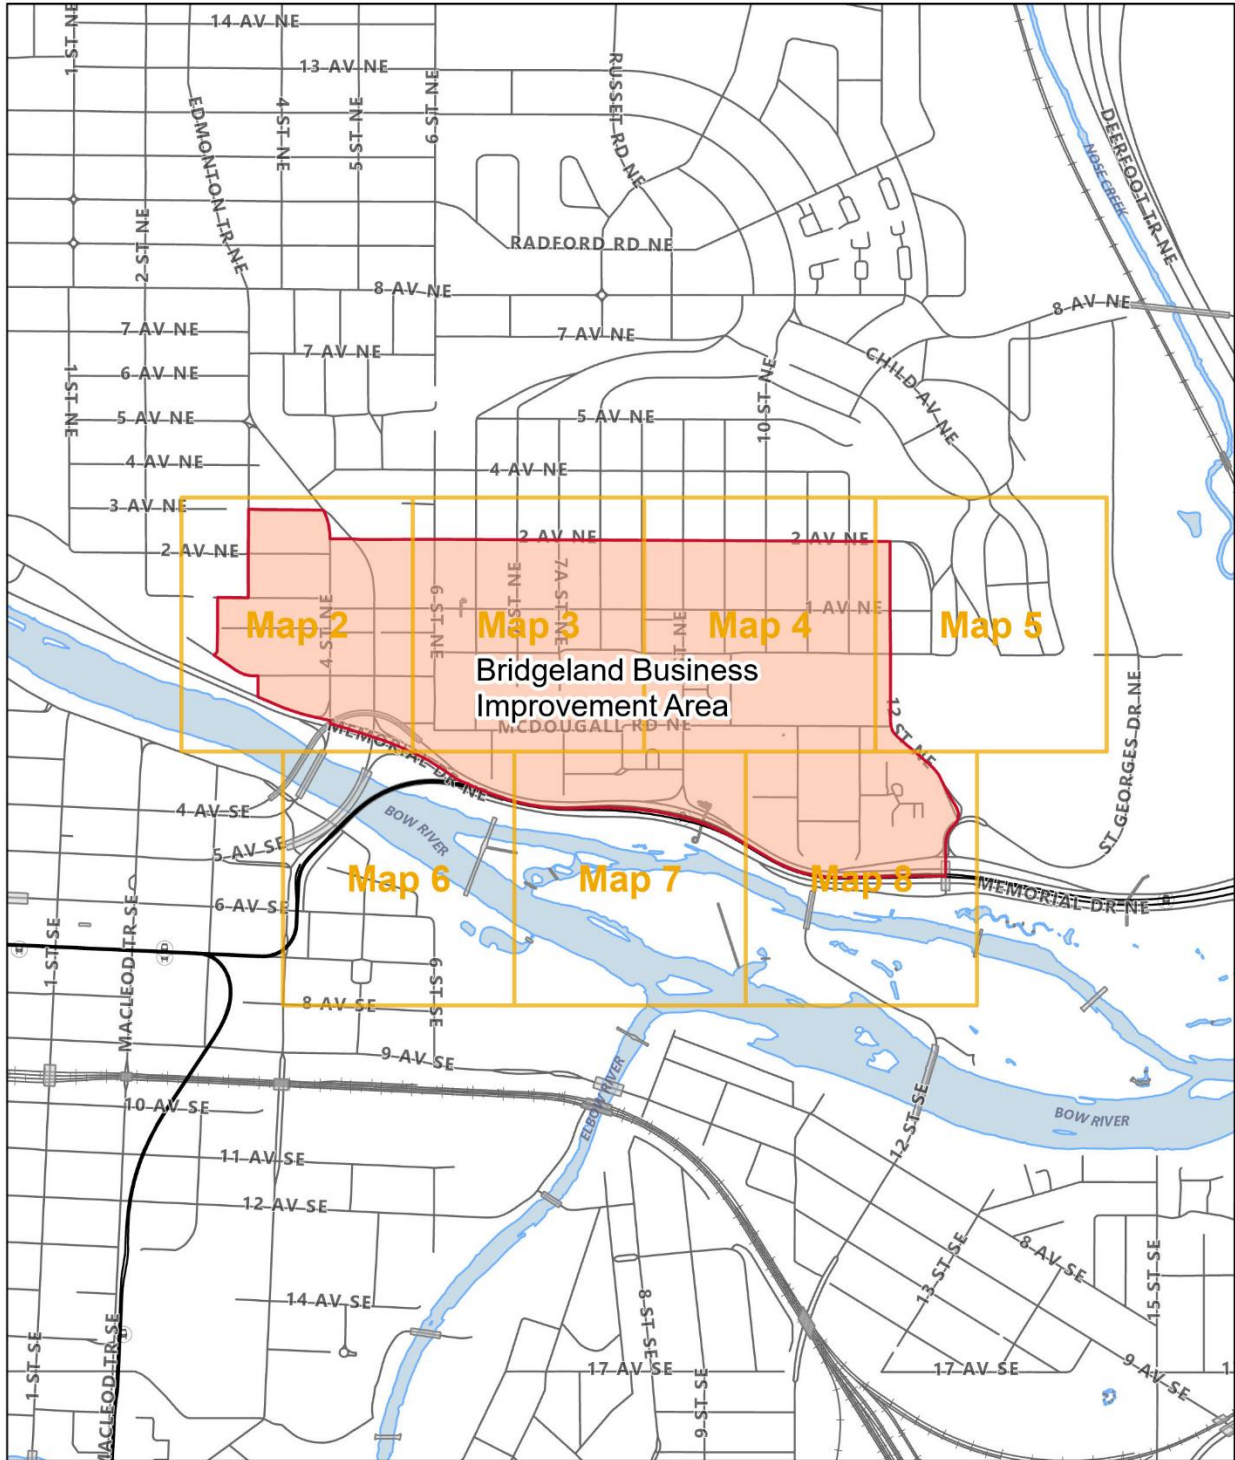 14 AV NE
1 ST NE
13 AV NE
RUSSET RD NE
EDMONTON TR NE
4 ST NE
5 ST NE
6 ST NE
DEERFOOT TR NE
NOSE CREEK
2 ST NE
RADFORD RD NE
8 AV NE
8 AV NE
7 AV NE
7 AV NE
7 AV NE
CHILD AV NE
6 AV NE
1 ST NE
10 ST NE
5 AV NE
5 AV NE
4 AV NE
4 AV NE
3 AV NE
2 AV NE
2 AV NE
2 AV NE
7A ST NE
6 ST NE
4 ST NE
1 AV NE
Map 2
Map 3
Map 4
Map 5
Bridgeland Business
Improvement Area
MCDOUGALL RD NE
12 ST NE
MEMORIAL DR NE
ST GEORGES DR NE
4 AV SE
BOW RIVER
5 AV SE
Map 6
Map 7
Map 8
MEMORIAL DR NE
6 AV SE
1 ST SE
MACLEOD TR SE
6 ST SE
8 AV SE
9 AV SE
ELBOW RIVER
BOW RIVER
10 AV SE
12 ST SE
11 AV SE
12 AV SE
8 AV SE
13 ST SE
15 ST SE
14 AV SE
8 ST SE
1 ST SE
MACLEOD TR SE
17 AV SE
17 AV SE
9 AV SE
9 ST SE